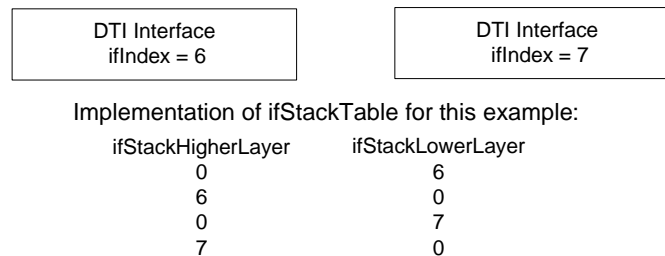 DTI Interface
ifIndex = 6
DTI Interface
ifIndex = 7
Implementation of ifStackTable for this example:
ifStackHigherLayer ifStackLowerLayer
0 6
6 0
0 7
7 0